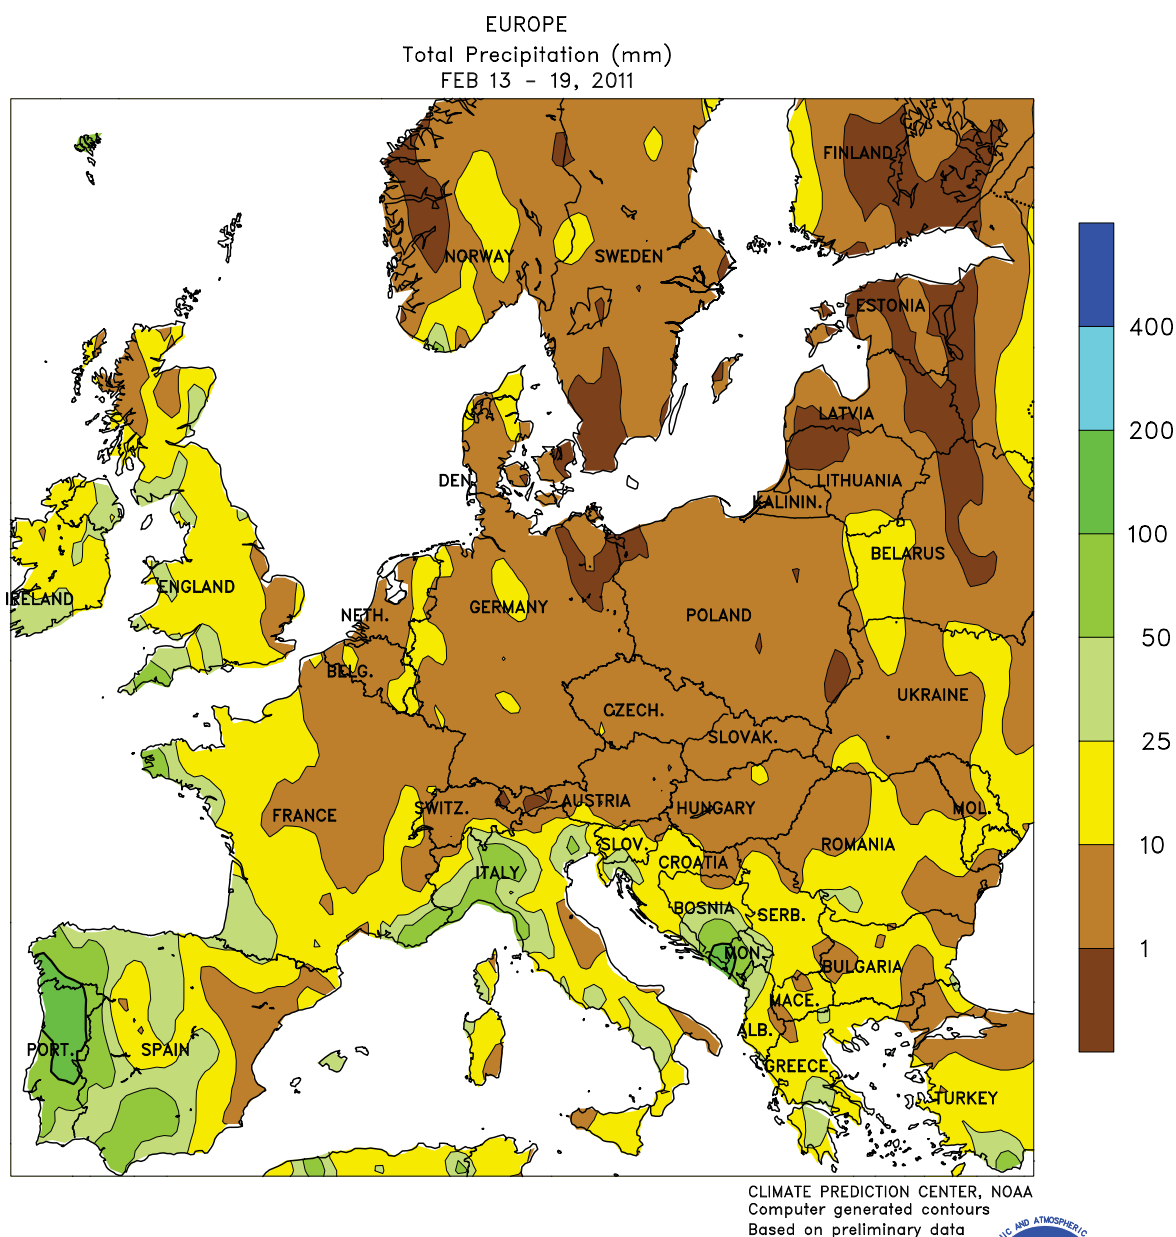 EUROPE
Total Precipitation (mm)
FEB 13 - 19, 2011
FINLAND
NORWAY
SWEDEN
ESTONIA
400
LATVIA
200
DEN.
LITHUANIA
KALININ.
100
BELARUS
ENGLAND
IRELAND
NETH.
GERMANY
POLAND
50
BELG.
UKRAINE
CZECH.
SLOVAK.
25
FRANCE
SWITZ.
AUSTRIA
HUNGARY
MOL.
SLOV.
ROMANIA
10
CROATIA
ITALY
BOSNIA
SERB.
MON.
1
BULGARIA
MACE.
ALB.
PORT.
SPAIN
GREECE
TURKEY
CLIMATE PREDICTION CENTER, NOAA
Computer generated contours
Based on preliminary data
AND ATMOSPHERIC